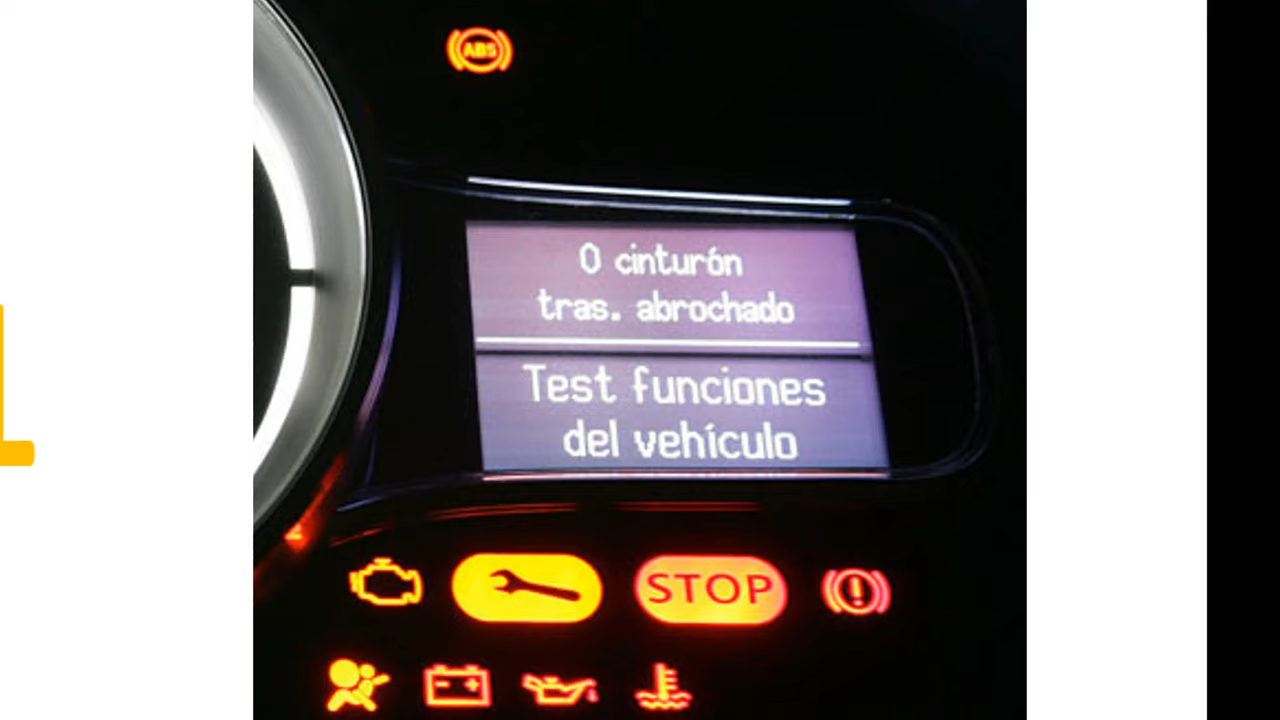 ABS
0 cinturón
tras. abrochado
Test funciones
del vehículo
STOP